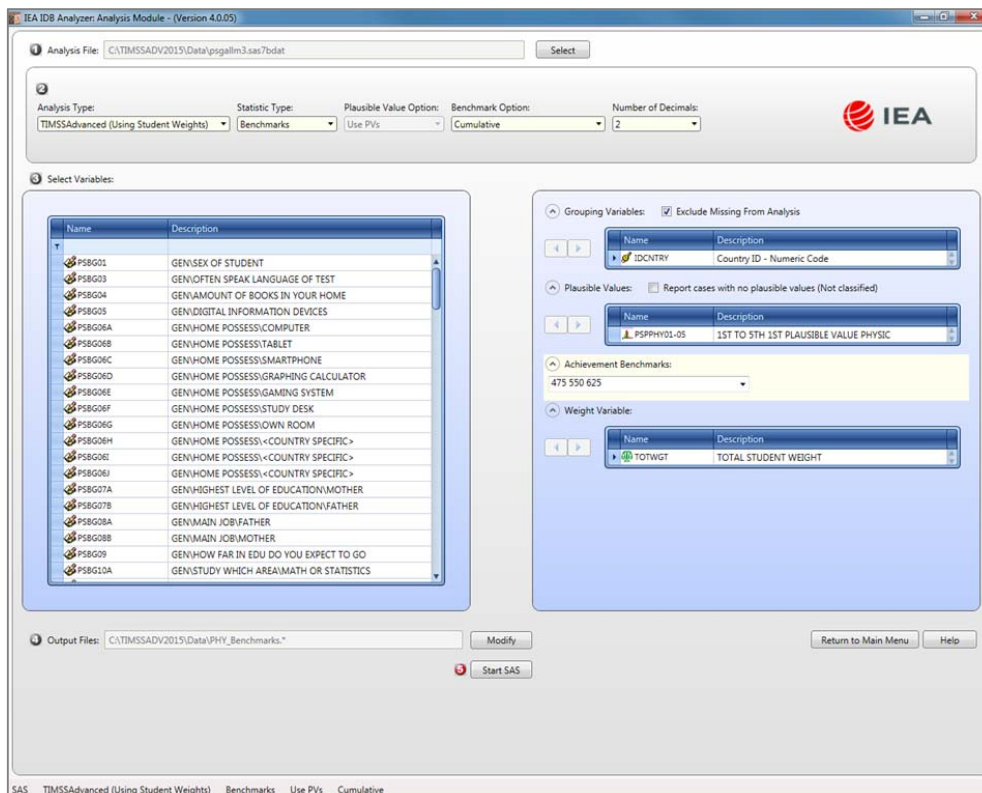 IEA IDB Analyzer: Analysis Module - (Version 4.0.05)
1 Analysis File: C:\TIMSSADV2015\Data\psgallm3.sas7bdat Select
2
Analysis Type: Statistic Type: Plausible Value Option: Benchmark Option: Number of Decimals:
TIMSSAdvanced (Using Student Weights) Benchmarks Use PVs Cumulative 2
IEA
3 Select Variables:
Name Description
PSBG01 GEN\SEX OF STUDENT
PSBG03 GEN\OFTEN SPEAK LANGUAGE OF TEST
PSBG04 GEN\AMOUNT OF BOOKS IN YOUR HOME
PSBG05 GEN\DIGITAL INFORMATION DEVICES
PSBG06A GEN\HOME POSSESS\COMPUTER
PSBG06B GEN\HOME POSSESS\TABLET
PSBG06C GEN\HOME POSSESS\SMARTPHONE
PSBG06D GEN\HOME POSSESS\GRAPHING CALCULATOR
PSBG06E GEN\HOME POSSESS\GAMING SYSTEM
PSBG06F GEN\HOME POSSESS\STUDY DESK
PSBG06G GEN\HOME POSSESS\OWN ROOM
PSBG06H GEN\HOME POSSESS\<COUNTRY SPECIFIC>
PSBG06I GEN\HOME POSSESS\<COUNTRY SPECIFIC>
PSBG06J GEN\HOME POSSESS\<COUNTRY SPECIFIC>
PSBG07A GEN\HIGHEST LEVEL OF EDUCATION\MOTHER
PSBG07B GEN\HIGHEST LEVEL OF EDUCATION\FATHER
PSBG08A GEN\MAIN JOB\FATHER
PSBG08B GEN\MAIN JOB\MOTHER
PSBG09 GEN\HOW FAR IN EDU DO YOU EXPECT TO GO
PSBG10A GEN\STUDY WHICH AREA\MATH OR STATISTICS
Grouping Variables: Exclude Missing From Analysis
Name Description
IDCNTRY Country ID - Numeric Code
Plausible Values: Report cases with no plausible values (Not classified)
Name Description
PSPPHY01-05 1ST TO 5TH 1ST PLAUSIBLE VALUE PHYSIC
Achievement Benchmarks:
475 550 625
Weight Variable:
Name Description
TOTWGT TOTAL STUDENT WEIGHT
4 Output Files: C:\TIMSSADV2015\Data\PHY_Benchmarks.* Modify Return to Main Menu Help
5 Start SAS
SAS TIMSSAdvanced (Using Student Weights) Benchmarks Use PVs Cumulative